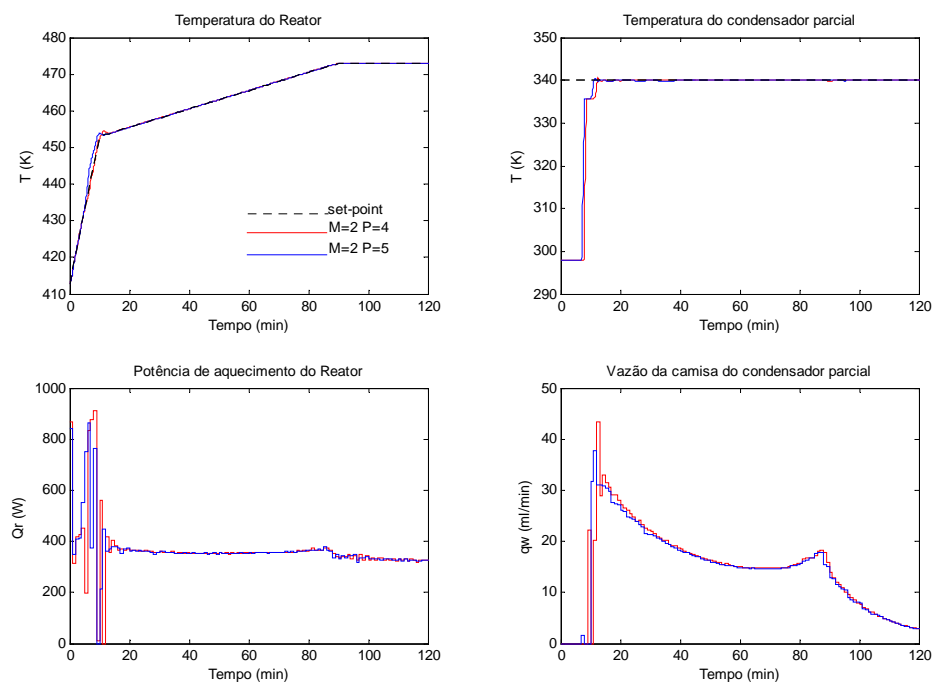 Temperatura do Reator
480
470
460
450
440
430
420
410
T (K)
set-point
M=2 P=4
M=2 P=5
0 20 40 60 80 100 120
Tempo (min)
Temperatura do condensador parcial
350
340
330
320
310
300
290
T (K)
0 20 40 60 80 100 120
Tempo (min)
Potência de aquecimento do Reator
1000
800
600
400
200
0
Qr (W)
0 20 40 60 80 100 120
Tempo (min)
Vazão da camisa do condensador parcial
50
40
30
20
10
0
qw (ml/min)
0 20 40 60 80 100 120
Tempo (min)